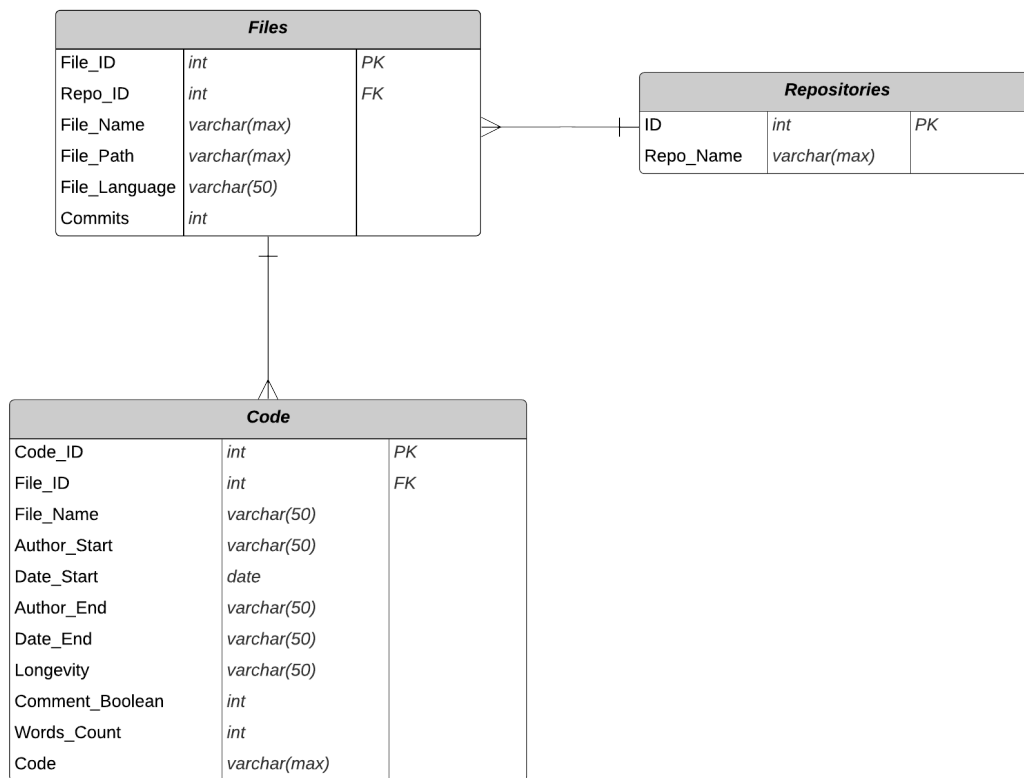 Files
File_ID int PK
Repo_ID int FK
File_Name varchar(max)
File_Path varchar(max)
File_Language varchar(50)
Commits int
Repositories
ID int PK
Repo_Name varchar(max)
Code
Code_ID int PK
File_ID int FK
File_Name varchar(50)
Author_Start varchar(50)
Date_Start date
Author_End varchar(50)
Date_End varchar(50)
Longevity varchar(50)
Comment_Boolean int
Words_Count int
Code varchar(max)